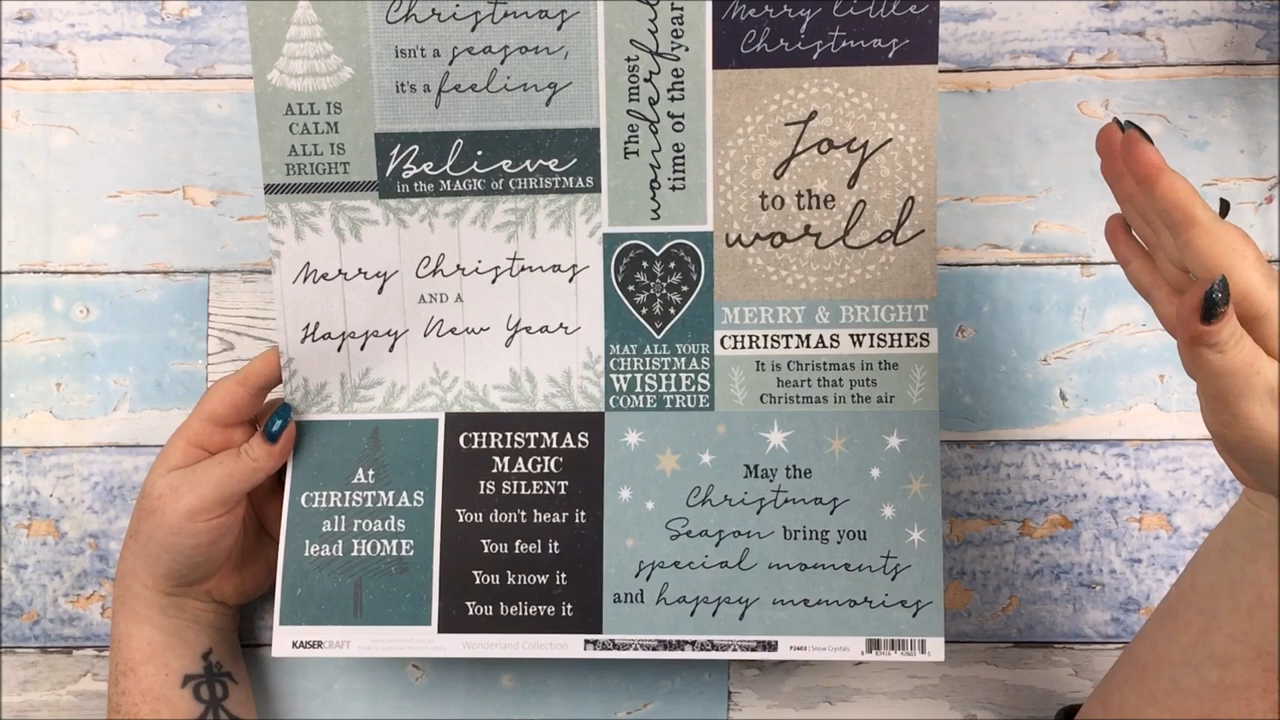 ALL IS
CALM
ALL IS
BRIGHT
Christmas
isn't a season,
it's a feeling
Believe
in the MAGIC of CHRISTMAS
The most
wonderful
time of the year
Merry little
Christmas
Joy
to the
world
Merry Christmas
AND A
Happy New Year
MAY ALL YOUR
CHRISTMAS
WISHES
COME TRUE
MERRY & BRIGHT
CHRISTMAS WISHES
It is Christmas in the
heart that puts
Christmas in the air
At
CHRISTMAS
all roads
lead HOME
CHRISTMAS
MAGIC
IS SILENT
You don't hear it
You feel it
You know it
You believe it
May the
Christmas
Season bring you
special moments
and happy memories
KAISERCRAFT
Wonderland Collection
P2603 | Snow Crystals